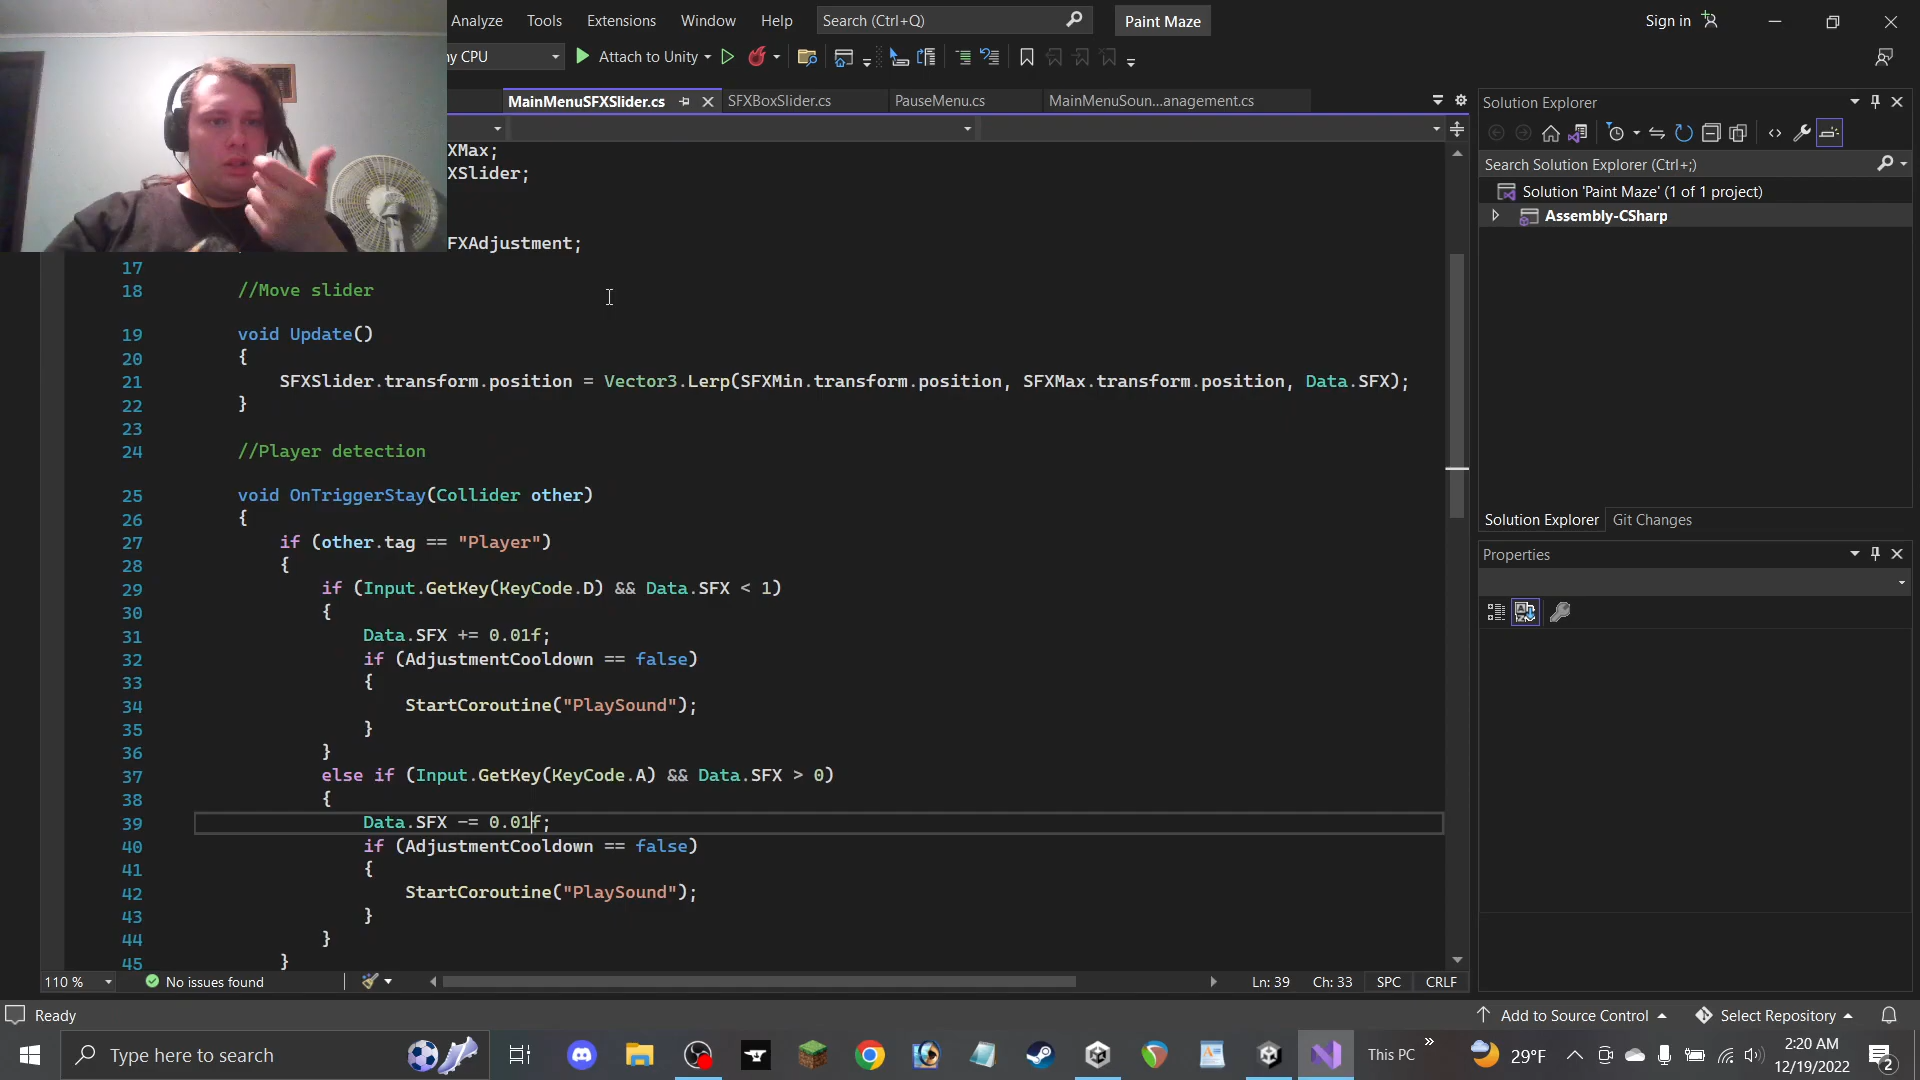 Analyze Tools Extensions Window Help Search (Ctrl+Q) Paint Maze Sign in
ny CPU Attach to Unity
MainMenuSFXSlider.cs SFXBoxSlider.cs PauseMenu.cs MainMenuSoun...anagement.cs
XMax;
XSlider;
FXAdjustment;
17
18 //Move slider
19 void Update()
20 {
21 SFXSlider.transform.position = Vector3.Lerp(SFXMin.transform.position, SFXMax.transform.position, Data.SFX);
22 }
23
24 //Player detection
25 void OnTriggerStay(Collider other)
26 {
27 if (other.tag == "Player")
28 {
29 if (Input.GetKey(KeyCode.D) && Data.SFX < 1)
30 {
31 Data.SFX += 0.01f;
32 if (AdjustmentCooldown == false)
33 {
34 StartCoroutine("PlaySound");
35 }
36 }
37 else if (Input.GetKey(KeyCode.A) && Data.SFX > 0)
38 {
39 Data.SFX -= 0.01f;
40 if (AdjustmentCooldown == false)
41 {
42 StartCoroutine("PlaySound");
43 }
44 }
45 }
110 % No issues found Ln: 39 Ch: 33 SPC CRLF
Solution Explorer
Search Solution Explorer (Ctrl+;)
Solution 'Paint Maze' (1 of 1 project)
Assembly-CSharp
Solution Explorer Git Changes
Properties
Ready Add to Source Control Select Repository
Type here to search This PC 29°F 2:20 AM
12/19/2022 2